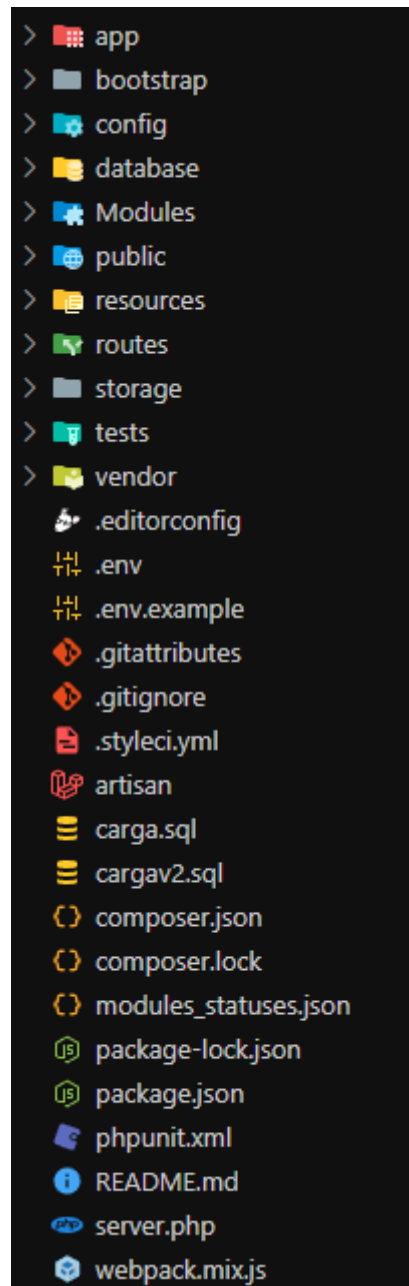 app
bootstrap
config
database
Modules
public
resources
routes
storage
tests
vendor
.editorconfig
.env
.env.example
.gitattributes
.gitignore
.styleci.yml
artisan
carga.sql
cargav2.sql
composer.json
composer.lock
modules_statuses.json
package-lock.json
package.json
phpunit.xml
README.md
server.php
webpack.mix.js